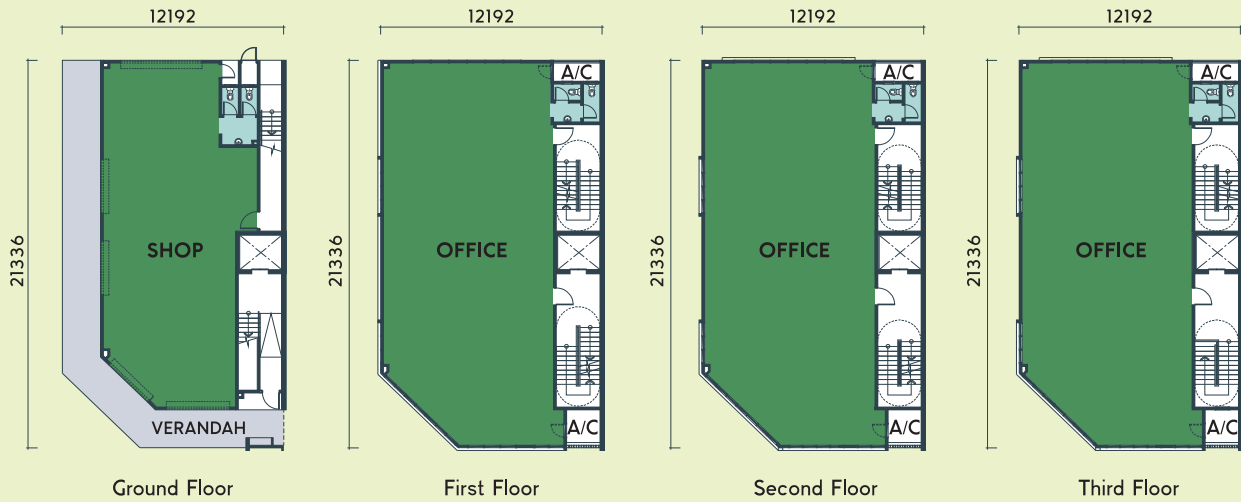 12192
12192
12192
12192
A/C
A/C
A/C
21336
SHOP
21336
OFFICE
21336
OFFICE
21336
OFFICE
VERANDAH
A/C
A/C
A/C
Ground Floor
First Floor
Second Floor
Third Floor